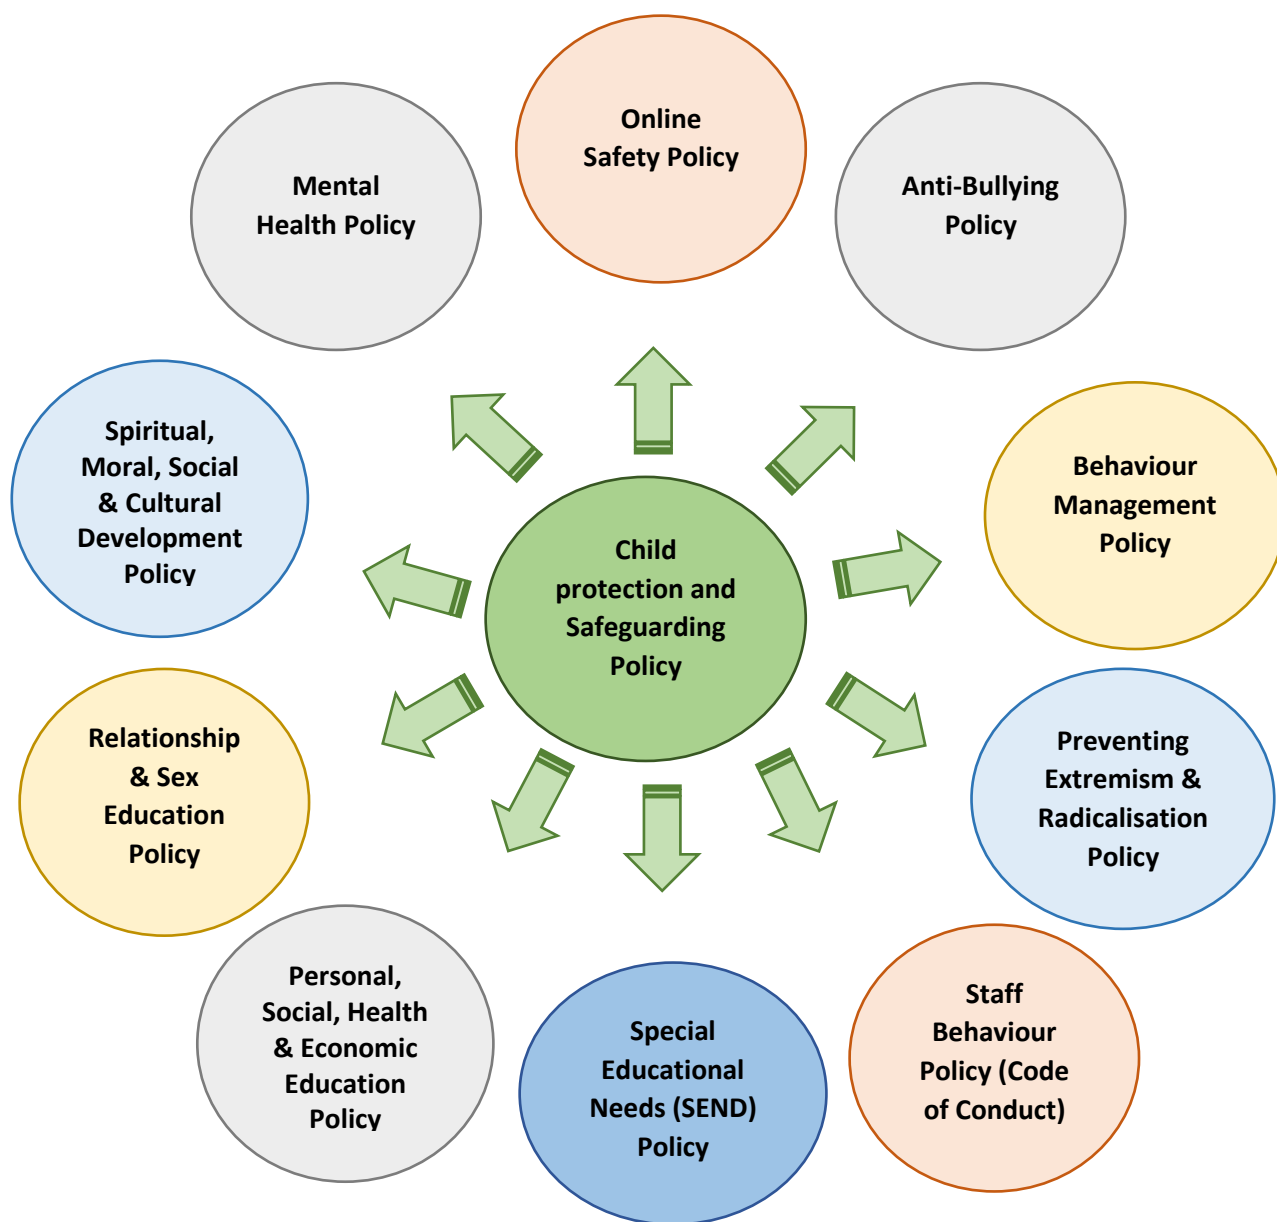 Online
Safety Policy
Mental
Health Policy
Anti-Bullying
Policy
Spiritual,
Moral, Social
& Cultural
Development
Policy
Behaviour
Management
Policy
Child
protection and
Safeguarding
Policy
Relationship
& Sex
Education
Policy
Preventing
Extremism &
Radicalisation
Policy
Personal,
Social, Health
& Economic
Education
Policy
Special
Educational
Needs (SEND)
Policy
Staff
Behaviour
Policy (Code
of Conduct)